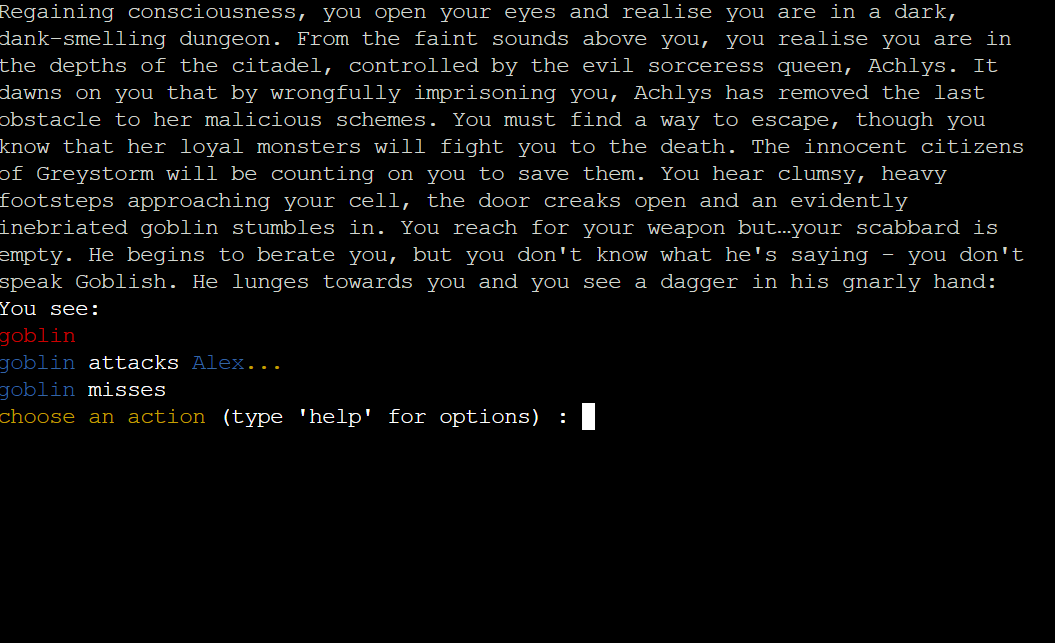 Regaining consciousness, you open your eyes and realise you are in a dark,
dank-smelling dungeon. From the faint sounds above you, you realise you are in
the depths of the citadel, controlled by the evil sorceress queen, Achlys. It
dawns on you that by wrongfully imprisoning you, Achlys has removed the last
obstacle to her malicious schemes. You must find a way to escape, though you
know that her loyal monsters will fight you to the death. The innocent citizens
of Greystorm will be counting on you to save them. You hear clumsy, heavy
footsteps approaching your cell, the door creaks open and an evidently
inebriated goblin stumbles in. You reach for your weapon but…your scabbard is
empty. He begins to berate you, but you don't know what he's saying – you don't
speak Goblish. He lunges towards you and you see a dagger in his gnarly hand:
You see:
goblin
goblin attacks Alex...
goblin misses
choose an action (type 'help' for options) :